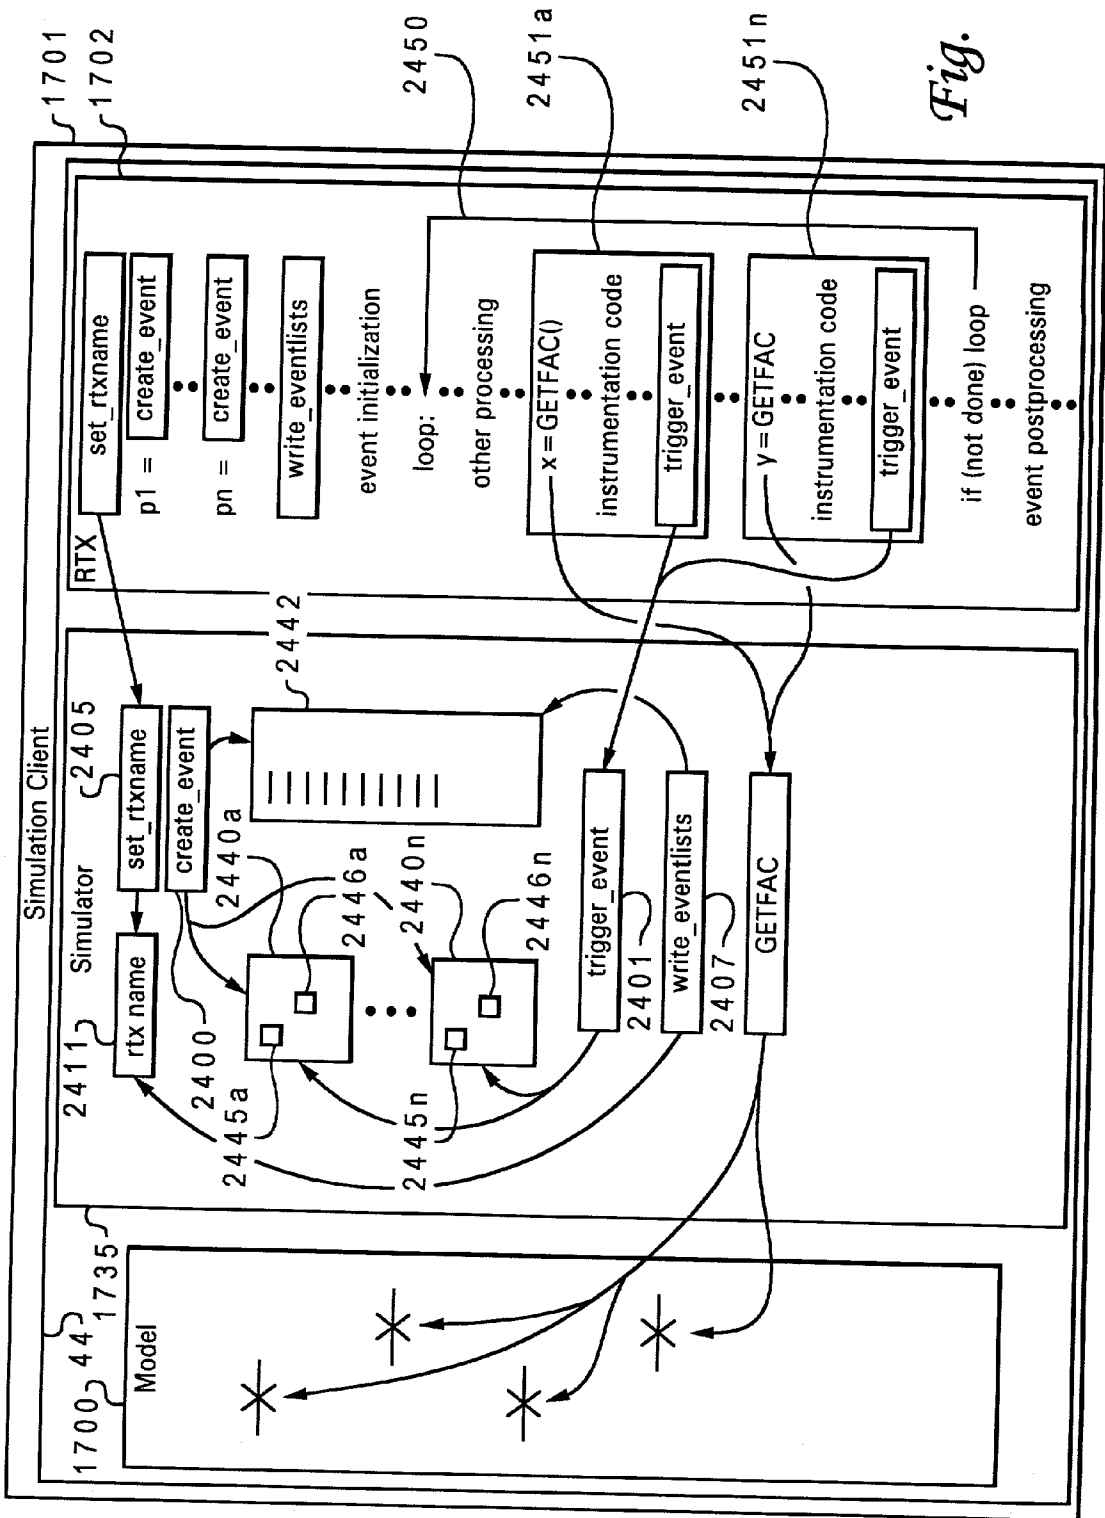 Simulation Client
1701
1702
1700
44
1735
Model
2411
Simulator
2405
rtx name
set_rtxname
create_event
2400
2440a
2442
2445a
2446a
2440n
2445n
2446n
trigger_event
2401
write_eventlists
2407
GETFAC
RTX
set_rtxname
p1 = create_event
pn = create_event
write_eventlists
event initialization
loop:
2450
other processing
x=GETFAC()
2451a
instrumentation code
trigger_event
y=GETFAC
2451n
instrumentation code
trigger_event
if (not done) loop
event postprocessing
Fig.